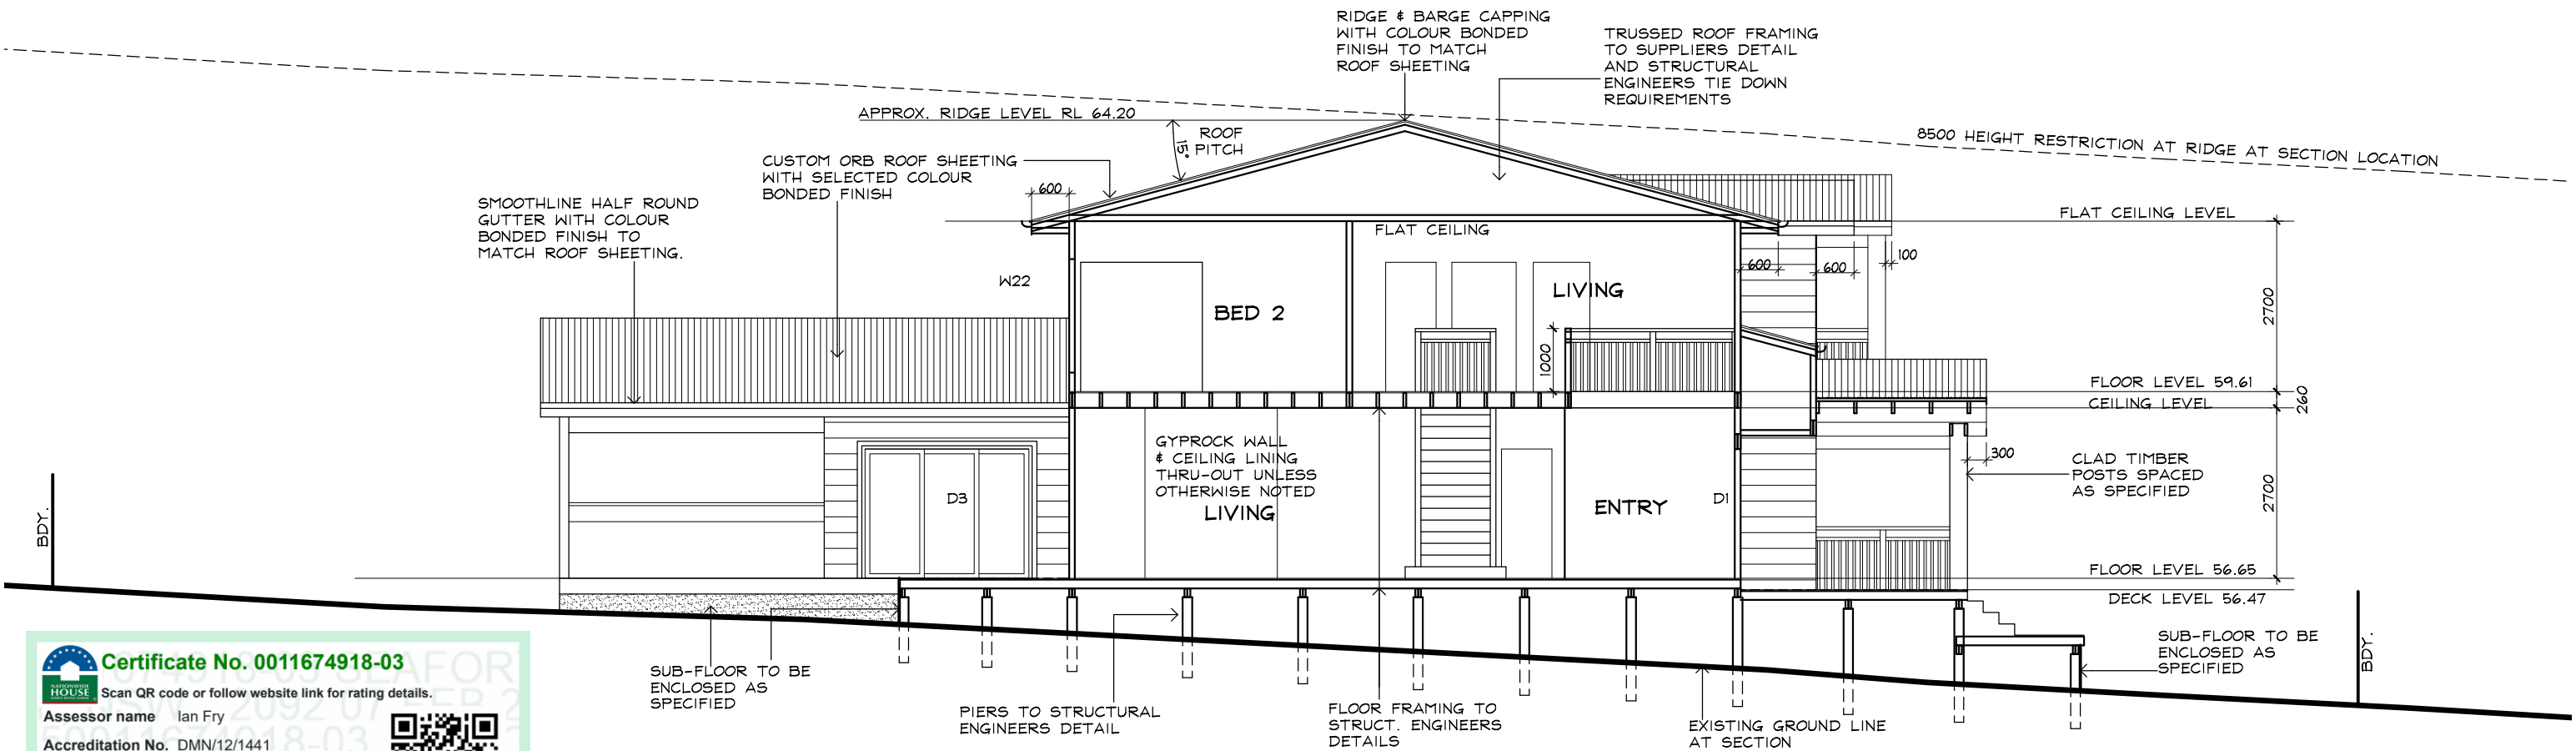 RIDGE & BARGE CAPPING
WITH COLOUR BONDED
FINISH TO MATCH
ROOF SHEETING
TRUSSED ROOF FRAMING
TO SUPPLIERS DETAIL
AND STRUCTURAL
ENGINEERS TIE DOWN
REQUIREMENTS
APPROX. RIDGE LEVEL RL 64.20
15°
ROOF
PITCH
8500 HEIGHT RESTRICTION AT RIDGE AT SECTION LOCATION
CUSTOM ORB ROOF SHEETING
WITH SELECTED COLOUR
BONDED FINISH
600
SMOOTHLINE HALF ROUND
GUTTER WITH COLOUR
BONDED FINISH TO
MATCH ROOF SHEETING.
FLAT CEILING LEVEL
FLAT CEILING
W22
BED 2
LIVING
600
600
100
2700
1000
FLOOR LEVEL 59.61
CEILING LEVEL
260
GYPROCK WALL
& CEILING LINING
THRU-OUT UNLESS
OTHERWISE NOTED
LIVING
D3
ENTRY
D1
300
CLAD TIMBER
POSTS SPACED
AS SPECIFIED
2700
BDY.
FLOOR LEVEL 56.65
DECK LEVEL 56.47
SUB-FLOOR TO BE
ENCLOSED AS
SPECIFIED
BDY.
SUB-FLOOR TO BE
ENCLOSED AS
SPECIFIED
PIERS TO STRUCTURAL
ENGINEERS DETAIL
FLOOR FRAMING TO
STRUCT. ENGINEERS
DETAILS
EXISTING GROUND LINE
AT SECTION
NATIONWIDE
HOUSE
Certificate No. 0011674918-03
Scan QR code or follow website link for rating details.
Assessor name Ian Fry
Accreditation No. DMN/12/1441